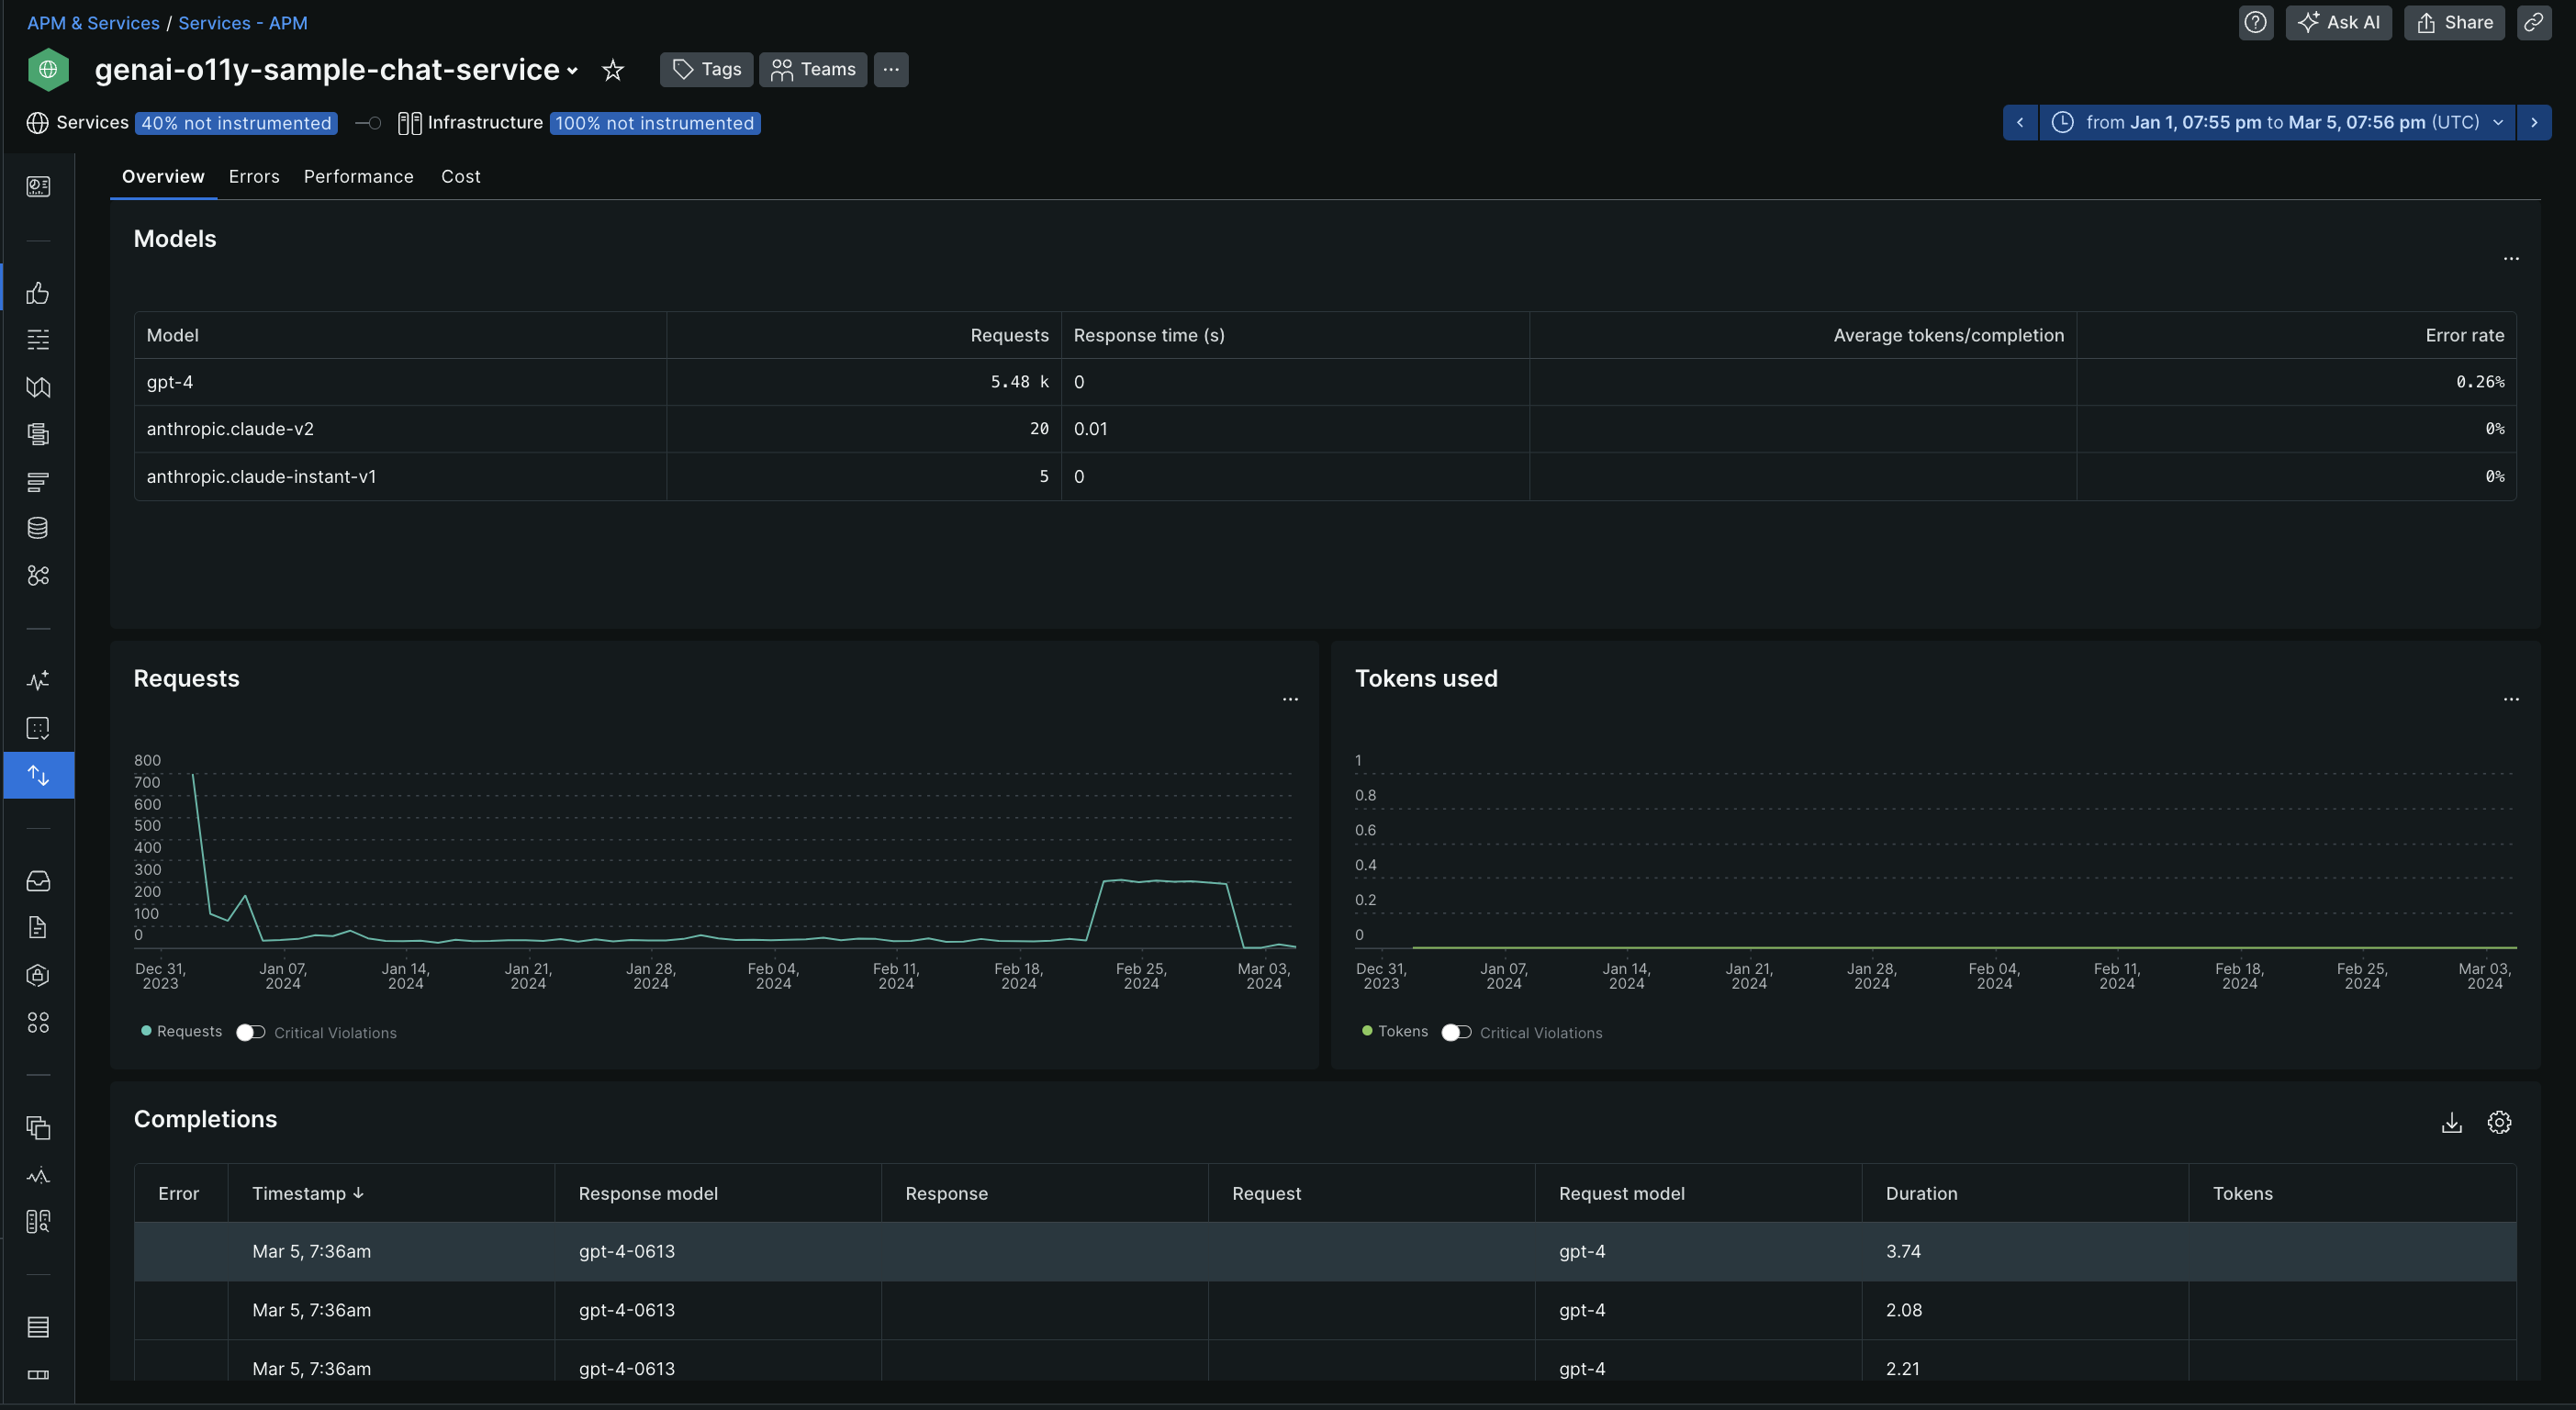 APM & Services / Services - APM
Ask AI
Share
genai-o11y-sample-chat-service
Tags
Teams
Services 40% not instrumented
Infrastructure 100% not instrumented
from Jan 1, 07:55 pm to Mar 5, 07:56 pm (UTC)
Overview Errors Performance Cost
Models
Model Requests Response time (s) Average tokens/completion Error rate
gpt-4 5.48 k 0 0.26%
anthropic.claude-v2 20 0.01 0%
anthropic.claude-instant-v1 5 0 0%
Requests
800
700
600
500
400
300
200
100
0
Dec 31, 2023
Jan 07, 2024
Jan 14, 2024
Jan 21, 2024
Jan 28, 2024
Feb 04, 2024
Feb 11, 2024
Feb 18, 2024
Feb 25, 2024
Mar 03, 2024
Requests Critical Violations
Tokens used
1
0.8
0.6
0.4
0.2
0
Dec 31, 2023
Jan 07, 2024
Jan 14, 2024
Jan 21, 2024
Jan 28, 2024
Feb 04, 2024
Feb 11, 2024
Feb 18, 2024
Feb 25, 2024
Mar 03, 2024
Tokens Critical Violations
Completions
Error Timestamp Response model Response Request Request model Duration Tokens
Mar 5, 7:36am gpt-4-0613 gpt-4 3.74
Mar 5, 7:36am gpt-4-0613 gpt-4 2.08
Mar 5, 7:36am gpt-4-0613 gpt-4 2.21